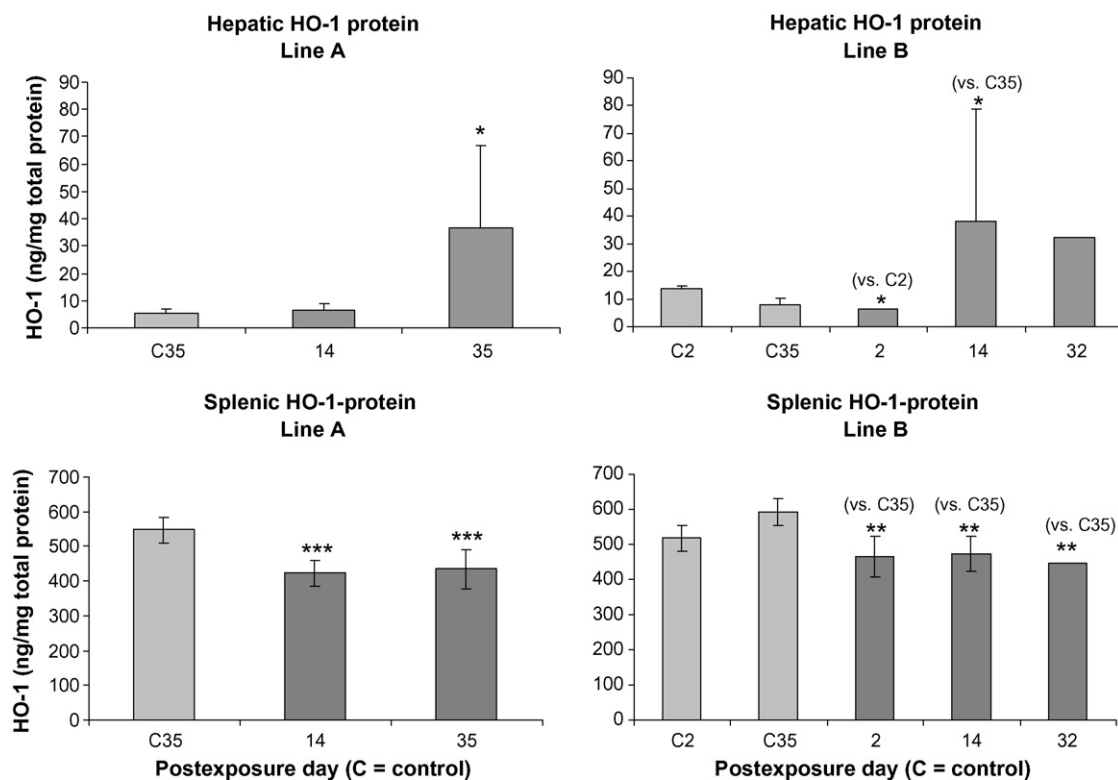 Hepatic HO-1 protein
Line A
HO-1 (ng/mg total protein)
90
80
70
60
50
40
30
20
10
0
*
C35 14 35
Hepatic HO-1 protein
Line B
90
80
70
60
50
40
30
20
10
0
(vs. C35)
*
(vs. C2)
*
C2 C35 2 14 32
Splenic HO-1-protein
Line A
HO-1 (ng/mg total protein)
700
600
500
400
300
200
100
0
*** ***
C35 14 35
Postexposure day (C = control)
Splenic HO-1-protein
Line B
700
600
500
400
300
200
100
0
(vs. C35) (vs. C35) (vs. C35)
** ** **
C2 C35 2 14 32
Postexposure day (C = control)